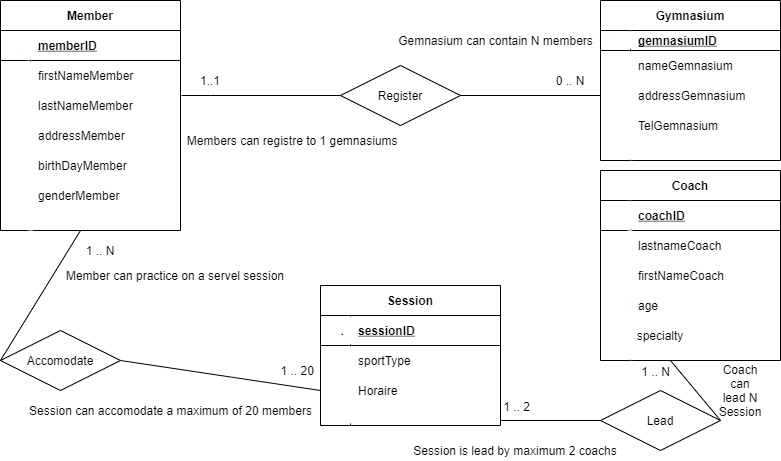 Member
memberID
firstNameMember
lastNameMember
addressMember
birthDayMember
genderMember
1..1
Register
0 .. N
Gemnasium can contain N members
Members can registre to 1 gemnasiums
Gymnasium
gemnasiumID
nameGemnasium
addressGemnasium
TelGemnasium
Coach
coachID
lastnameCoach
firstNameCoach
age
specialty
1 .. N
Member can practice on a servel session
Accomodate
1 .. 20
Session can accomodate a maximum of 20 members
Session
. sessionID
sportType
Horaire
1 .. 2
Lead
1 .. N
Coach
can
lead N
Session
Session is lead by maximum 2 coachs